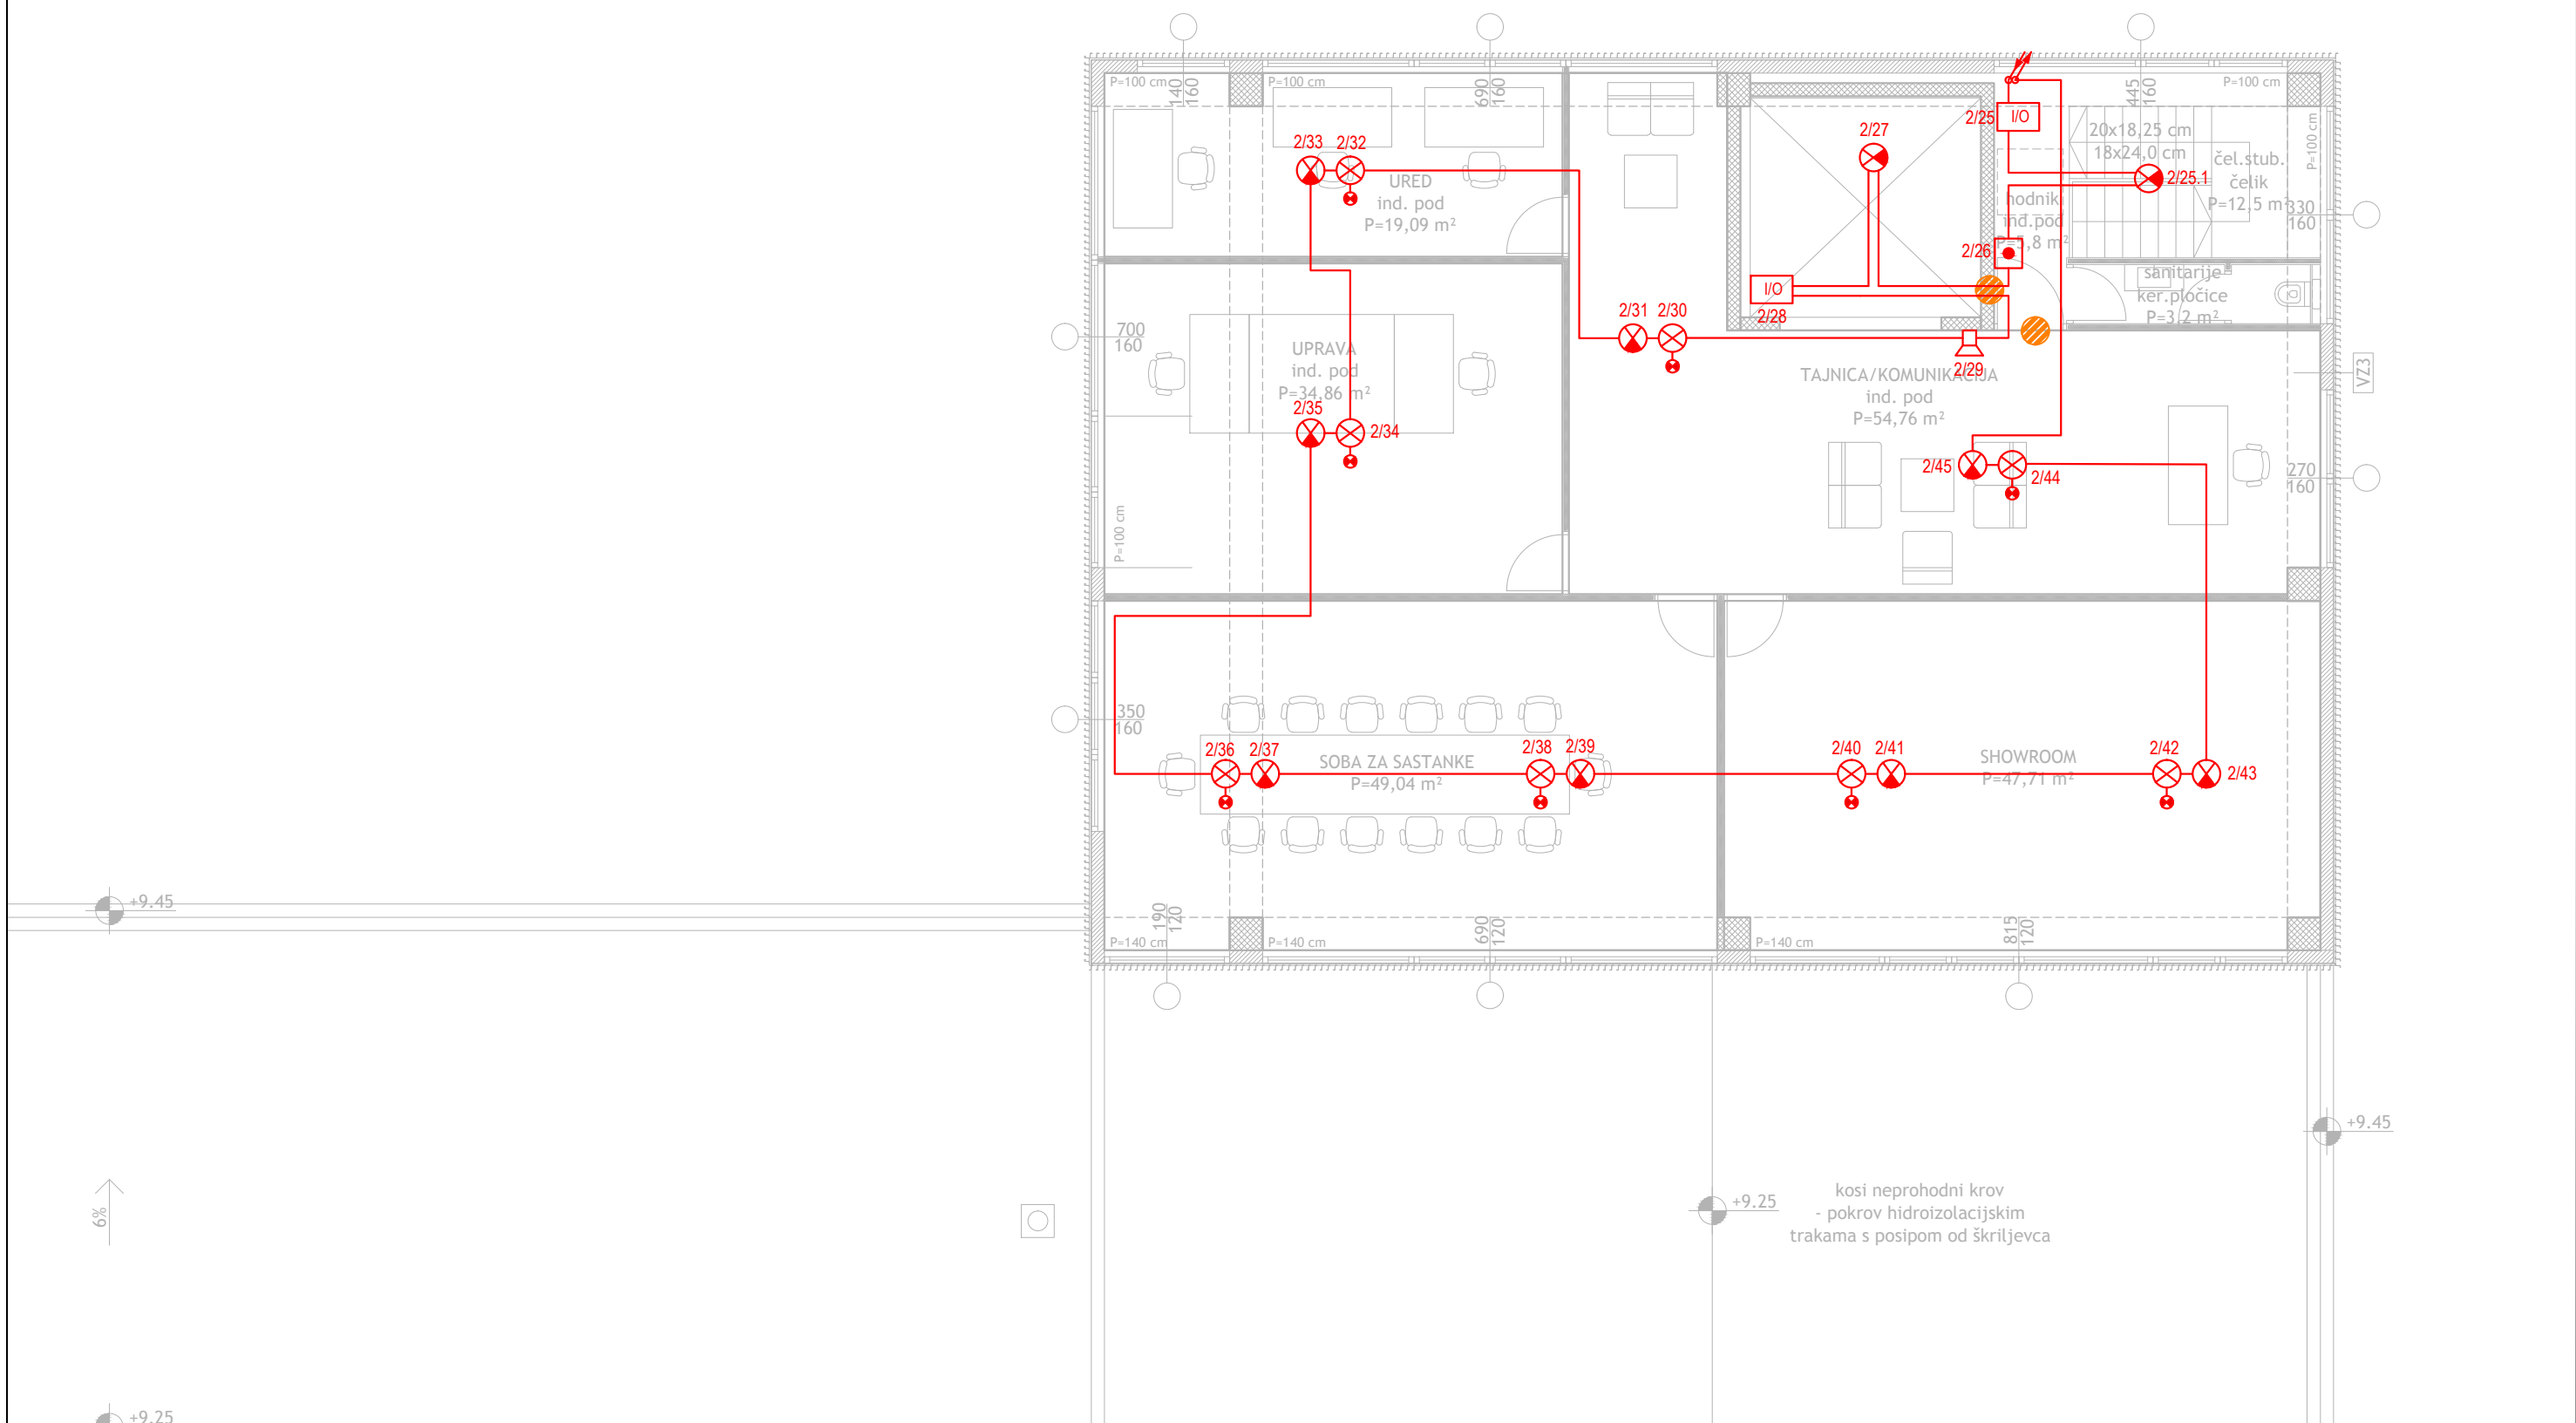 P=100 cm
140
160
P=100 cm
690
160
445
160
P=100 cm
2/25
I/O
20x18,25 cm
18x24,0 cm
P=100 cm
2/33
2/32
2/27
čel.stub.
čelik
P=12,5 m²
2/25.1
URED
ind. pod
P=19,09 m²
hodnik
ind.pod
P=5,8 m²
330
160
2/26
sanitarije
ker.pločice
P=3,2 m²
I/O
2/28
2/31
2/30
700
160
UPRAVA
ind. pod
P=34,86 m²
2/29
TAJNICA/KOMUNIKACIJA
ind. pod
P=54,76 m²
VZ3
2/35
2/34
2/45
2/44
270
160
P=100 cm
350
160
2/36
2/37
SOBA ZA SASTANKE
P=49,04 m²
2/38
2/39
2/40
2/41
SHOWROOM
P=47,71 m²
2/42
2/43
+9.45
190
120
690
120
815
120
P=140 cm
P=140 cm
P=140 cm
+9.45
6%
+9.25
kosi neprohodni krov
- pokrov hidroizolacijskim
trakama s posipom od škriljevca
+9.25